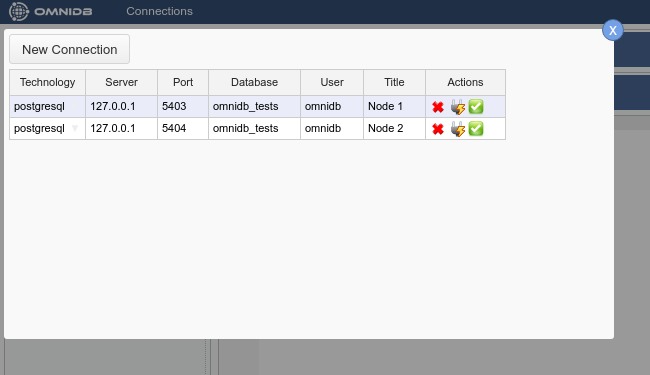 OMNIDB Connections
X
New Connection
Technology Server Port Database User Title Actions
postgresql 127.0.0.1 5403 omnidb_tests omnidb Node 1
postgresql 127.0.0.1 5404 omnidb_tests omnidb Node 2